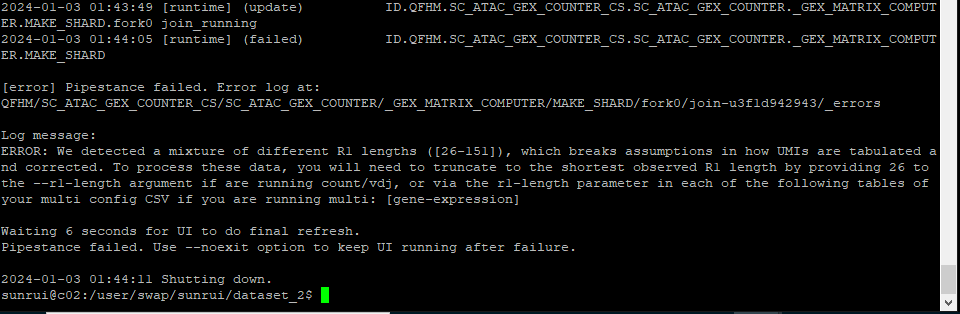 2024-01-03 01:43:49 [runtime] (update)          ID.QFHM.SC_ATAC_GEX_COUNTER_CS.SC_ATAC_GEX_COUNTER._GEX_MATRIX_COMPUT
ER.MAKE_SHARD.fork0 join_running
2024-01-03 01:44:05 [runtime] (failed)          ID.QFHM.SC_ATAC_GEX_COUNTER_CS.SC_ATAC_GEX_COUNTER._GEX_MATRIX_COMPUT
ER.MAKE_SHARD
[error] Pipestance failed. Error log at:
QFHM/SC_ATAC_GEX_COUNTER_CS/SC_ATAC_GEX_COUNTER/_GEX_MATRIX_COMPUTER/MAKE_SHARD/fork0/join-u3f1d942943/_errors
Log message:
ERROR: We detected a mixture of different R1 lengths ([26-151]), which breaks assumptions in how UMIs are tabulated a
nd corrected. To process these data, you will need to truncate to the shortest observed R1 length by providing 26 to
the --r1-length argument if are running count/vdj, or via the r1-length parameter in each of the following tables of
your multi config CSV if you are running multi: [gene-expression]
Waiting 6 seconds for UI to do final refresh.
Pipestance failed. Use --noexit option to keep UI running after failure.
2024-01-03 01:44:11 Shutting down.
sunrui@c02:/user/swap/sunrui/dataset_2$